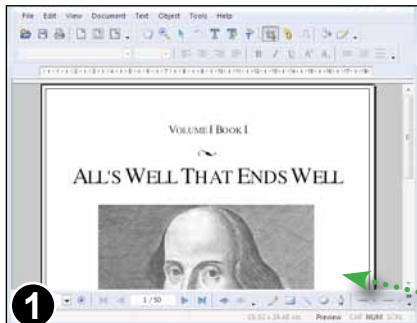 File Edit View Document Text Object Tools Help
VOLUME I BOOK I
ALL'S WELL THAT ENDS WELL
1 / 50
Preview CAP NUM SCRL
1